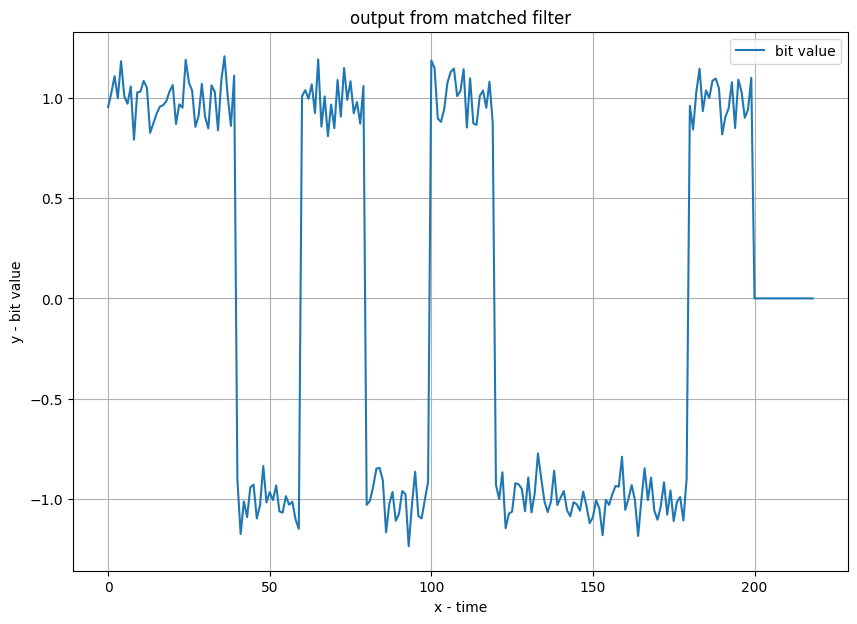 output from matched filter
bit value
1.0
0.5
0.0
−0.5
−1.0
y - bit value
0
50
100
150
200
x - time